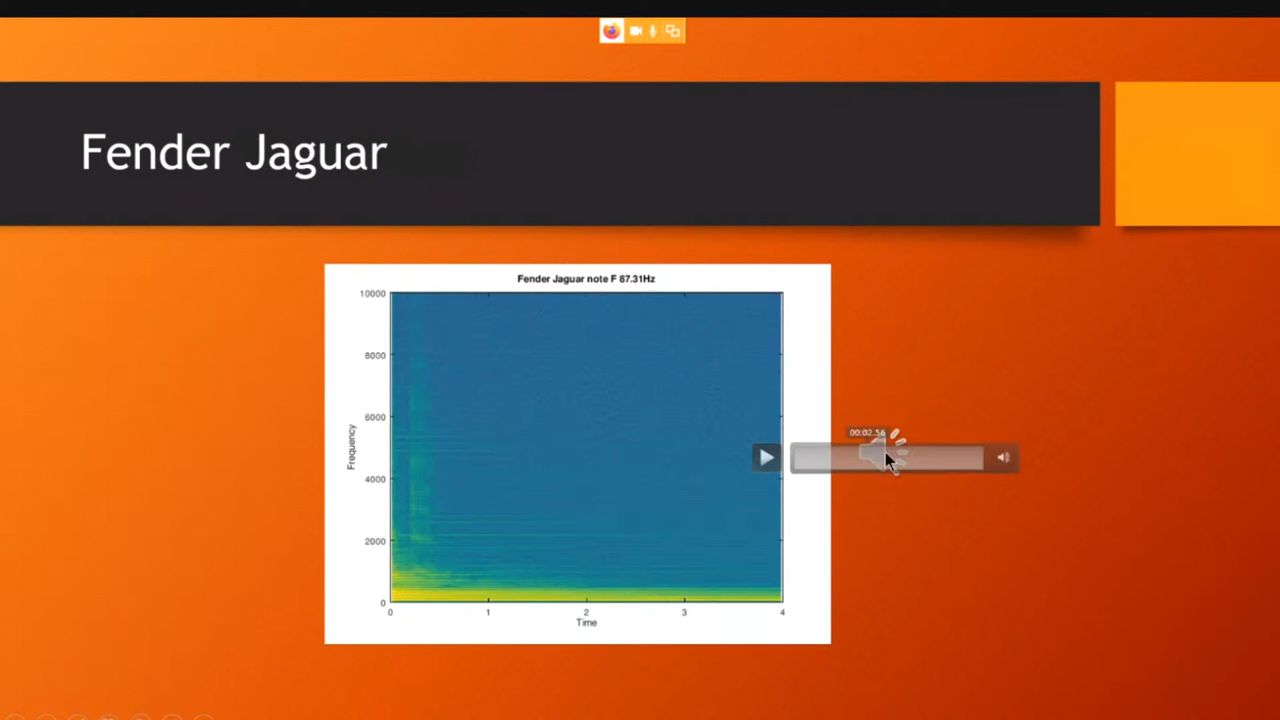 Fender Jaguar
Fender Jaguar note F 87.31Hz
10000
8000
6000
4000
2000
0
Frequency
0 1 2 3 4
Time
00:02.56